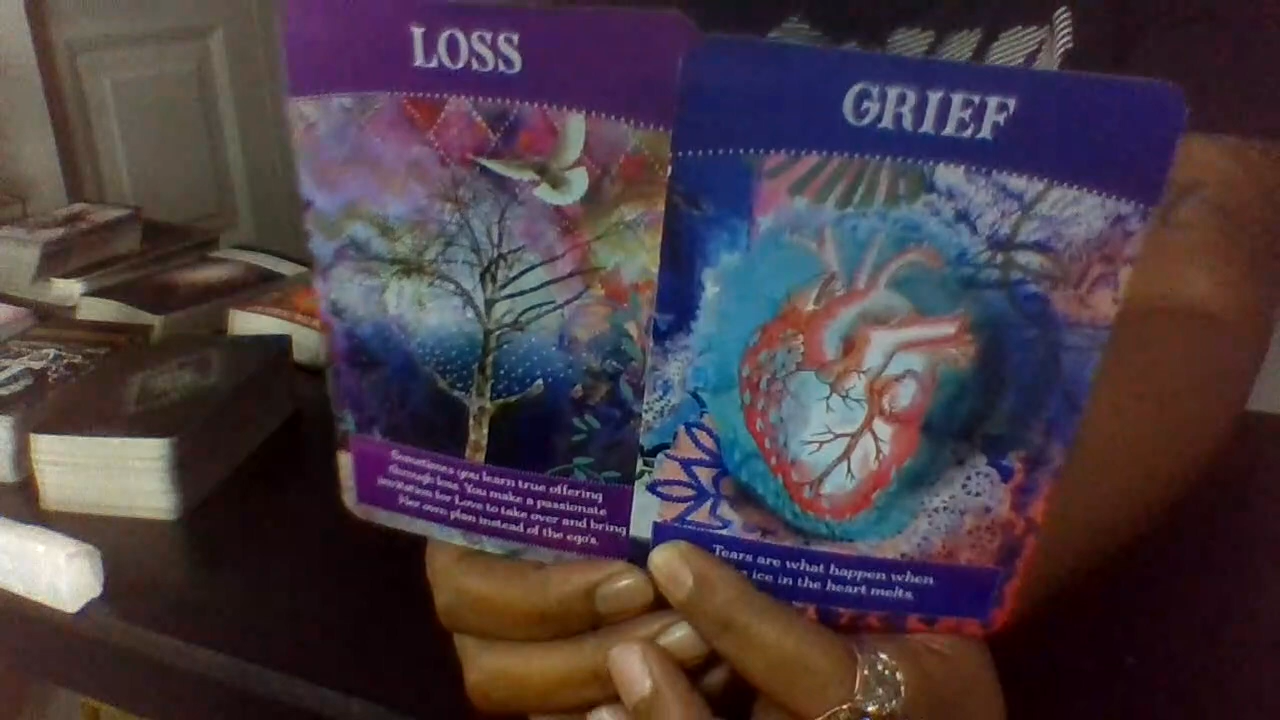 LOSS
Sometimes you learn true offering
through loss. You make a passionate
invitation for Love to take over and bring
Her own plan instead of the ego's.
GRIEF
Tears are what happen when
ice in the heart melts.